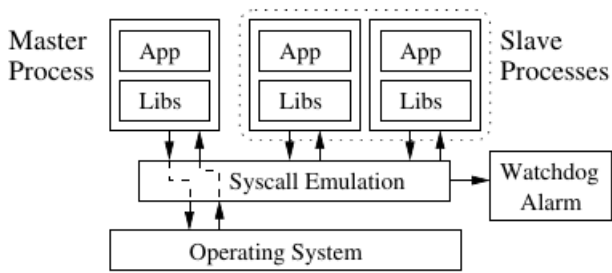 Master
Process
App
Libs
App
Libs
App
Libs
Slave
Processes
Syscall Emulation
Watchdog
Alarm
Operating System